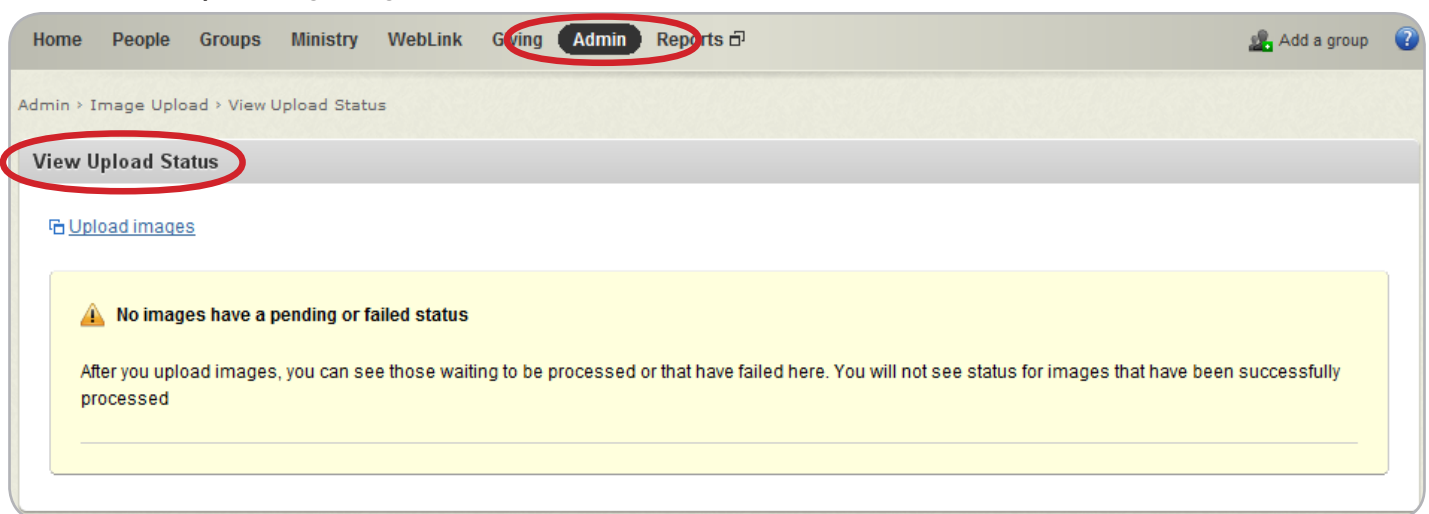 Home People Groups Ministry WebLink Giving Admin Reports Add a group ?
Admin > Image Upload > View Upload Status
View Upload Status
Upload images
No images have a pending or failed status
After you upload images, you can see those waiting to be processed or that have failed here. You will not see status for images that have been successfully
processed